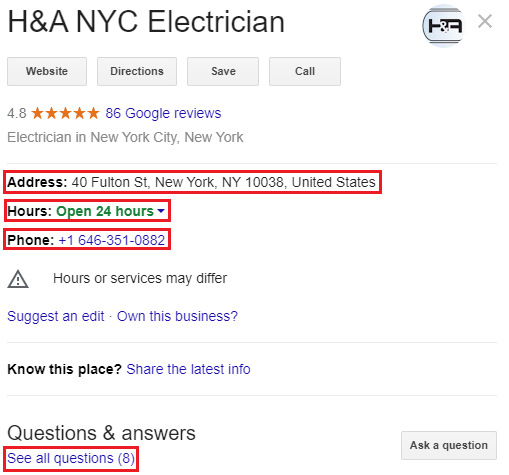 H&A NYC Electrician
H&A
Website Directions Save Call
4.8 ★★★★★ 86 Google reviews
Electrician in New York City, New York
Address: 40 Fulton St, New York, NY 10038, United States
Hours: Open 24 hours
Phone: +1 646-351-0882
Hours or services may differ
Suggest an edit · Own this business?
Know this place? Share the latest info
Questions & answers
See all questions (8)
Ask a question